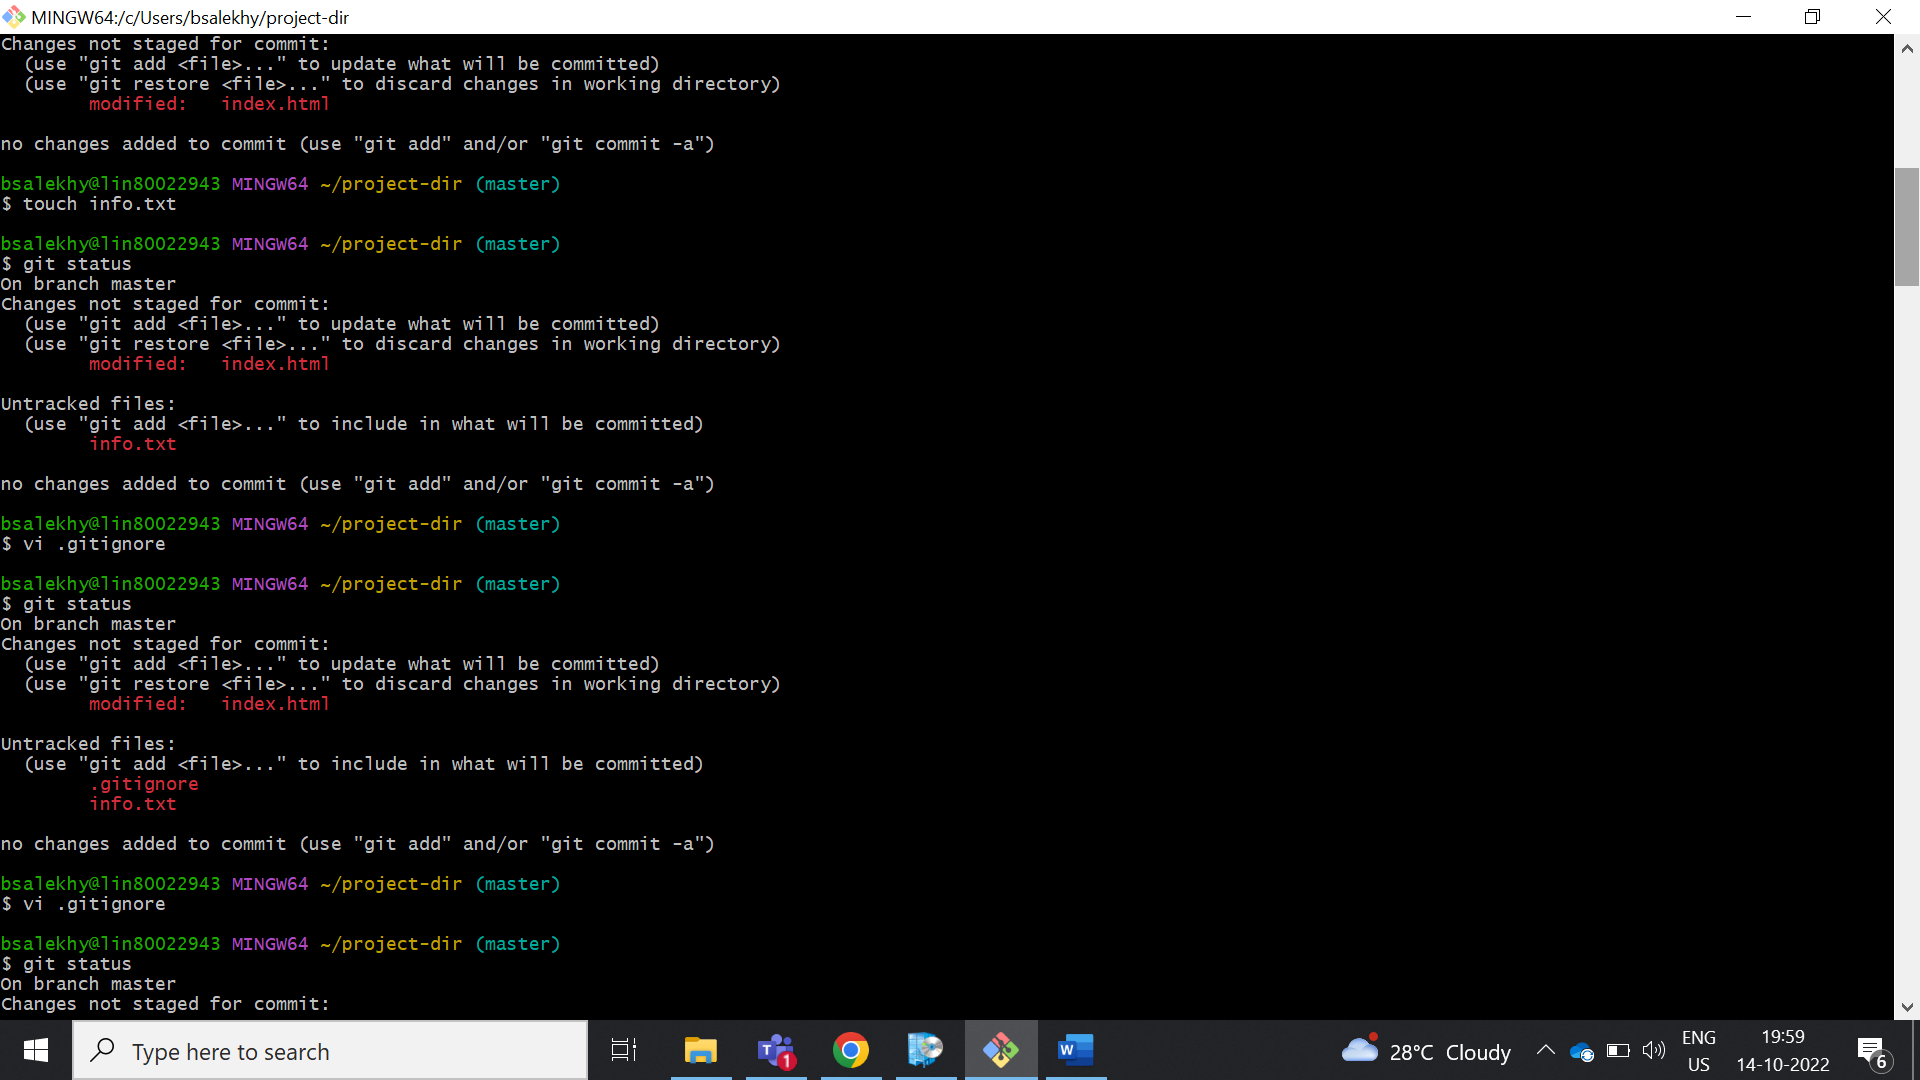 MINGW64:/c/Users/bsalekhy/project-dir
Changes not staged for commit:
  (use "git add <file>..." to update what will be committed)
  (use "git restore <file>..." to discard changes in working directory)
        modified:   index.html

no changes added to commit (use "git add" and/or "git commit -a")

bsalekhy@lin80022943 MINGW64 ~/project-dir (master)
$ touch info.txt

bsalekhy@lin80022943 MINGW64 ~/project-dir (master)
$ git status
On branch master
Changes not staged for commit:
  (use "git add <file>..." to update what will be committed)
  (use "git restore <file>..." to discard changes in working directory)
        modified:   index.html

Untracked files:
  (use "git add <file>..." to include in what will be committed)
        info.txt

no changes added to commit (use "git add" and/or "git commit -a")

bsalekhy@lin80022943 MINGW64 ~/project-dir (master)
$ vi .gitignore

bsalekhy@lin80022943 MINGW64 ~/project-dir (master)
$ git status
On branch master
Changes not staged for commit:
  (use "git add <file>..." to update what will be committed)
  (use "git restore <file>..." to discard changes in working directory)
        modified:   index.html

Untracked files:
  (use "git add <file>..." to include in what will be committed)
        .gitignore
        info.txt

no changes added to commit (use "git add" and/or "git commit -a")

bsalekhy@lin80022943 MINGW64 ~/project-dir (master)
$ vi .gitignore

bsalekhy@lin80022943 MINGW64 ~/project-dir (master)
$ git status
On branch master
Changes not staged for commit:
Type here to search
T
1
W
28°C Cloudy
ENG
US
19:59
14-10-2022
6